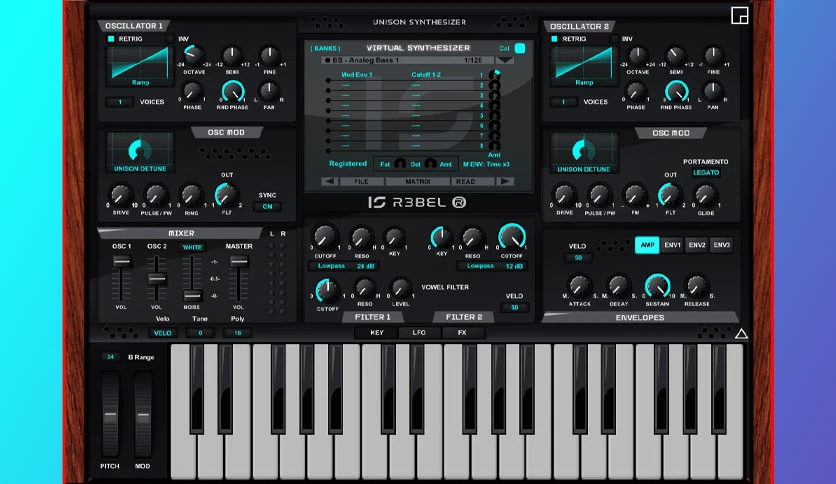 UNISON SYNTHESIZER
OSCILLATOR 1
RETRIG
INV
Ramp
-24 +24 -12 +12 -1 +1
OCTAVE SEMI FINE
1 VOICES
0 1 0 1 L R
PHASE RND PHASE PAN
OSC MOD
UNISON DETUNE
OUT
0 10 0 10 0 1 0 1
DRIVE PULSE / PW RING FLT
SYNC
ON
MIXER
L R
OSC 1 OSC 2 WHITE MASTER
-1-
-.5-
-0-
VOL VOL NOISE VOL
Velo Tune Poly
VELO 0 16
( BANKS ) VIRTUAL SYNTHESIZER Col
BS - Analog Bass 1 1/128
Mod Env 1 Cutoff 1-2 1
---- ---- 2
---- ---- 3
---- ---- 4
---- ---- 5
---- ---- 6
---- ---- 7
---- ---- 8
Amt
Registered Fat Det Amt M ENV: Time x3
FILE MATRIX READ
IS R3BEL R
CUTOFF RESO KEY KEY RESO CUTOFF
Lowpass 24 dB Lowpass 12 dB
VOWEL FILTER
CUTOFF RESO LEVEL
VELO
50
FILTER 1 FILTER 2
KEY LFO FX
OSCILLATOR 2
RETRIG
INV
Ramp
-24 +24 -12 +12 -1 +1
OCTAVE SEMI FINE
1 VOICES
0 1 0 1 L R
PHASE RND PHASE PAN
OSC MOD
UNISON DETUNE
PORTAMENTO
LEGATO
OUT
DRIVE PULSE / PW FM FLT GLIDE
VELO
50
AMP ENV1 ENV2 ENV3
M. S. M. S. 0 10 M. S.
ATTACK DECAY SUSTAIN RELEASE
ENVELOPES
24 B Range
PITCH MOD